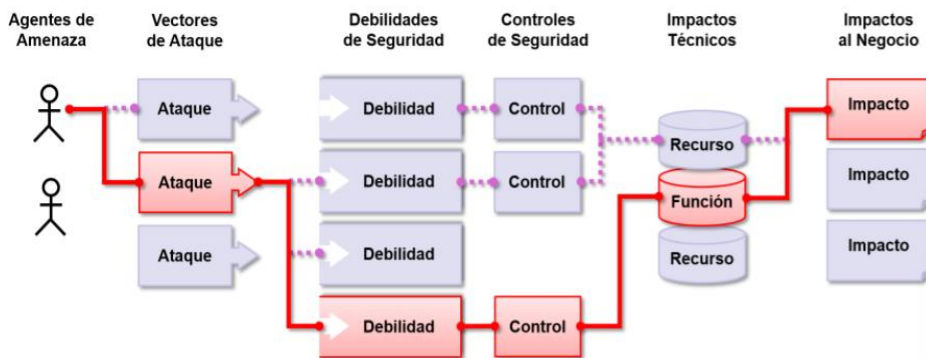 Agentes de
Amenaza
Vectores
de Ataque
Debilidades
de Seguridad
Controles
de Seguridad
Impactos
Técnicos
Impactos
al Negocio
Ataque
Debilidad
Control
Recurso
Impacto
Ataque
Debilidad
Control
Función
Impacto
Ataque
Debilidad
Recurso
Impacto
Debilidad
Control